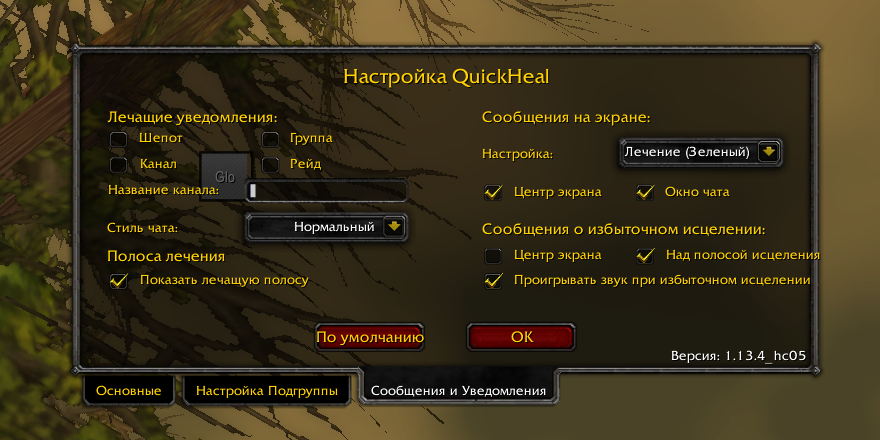 Настройка QuickHeal
Лечащие уведомления:
Шепот
Группа
Канал
Рейд
Glo
Название канала:
Стиль чата:
Нормальный
Полоса лечения
Показать лечащую полосу
Сообщения на экране:
Настройка:
Лечение (Зеленый)
Центр экрана
Окно чата
Сообщения о избыточном исцелении:
Центр экрана
Над полосой исцеления
Проигрывать звук при избыточном исцелении
По умолчанию
OK
Версия: 1.13.4_hc05
Основные
Настройка Подгруппы
Сообщения и Уведомления